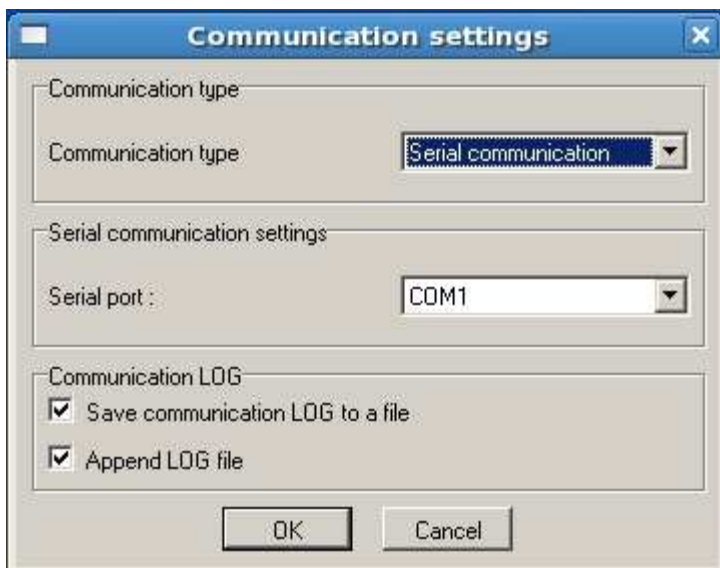 Communication settings
Communication type
Communication type
Serial communication
Serial communication settings
Serial port :
COM1
Communication LOG
Save communication LOG to a file
Append LOG file
OK
Cancel